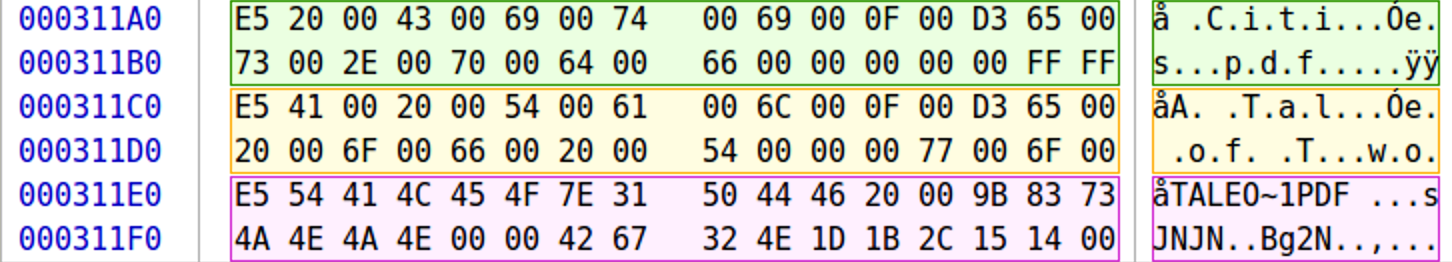 000311A0 E5 20 00 43 00 69 00 74 00 69 00 0F 00 D3 65 00 å .C.i.t.i...Óe.
000311B0 73 00 2E 00 70 00 64 00 66 00 00 00 00 00 FF FF s...p.d.f.....ÿÿ
000311C0 E5 41 00 20 00 54 00 61 00 6C 00 0F 00 D3 65 00 åA. .T.a.l...Óe.
000311D0 20 00 6F 00 66 00 20 00 54 00 00 00 77 00 6F 00 .o.f. .T...w.o.
000311E0 E5 54 41 4C 45 4F 7E 31 50 44 46 20 00 9B 83 73 åTALEO~1PDF ...s
000311F0 4A 4E 4A 4E 00 00 42 67 32 4E 1D 1B 2C 15 14 00 JNJN..Bg2N..,...